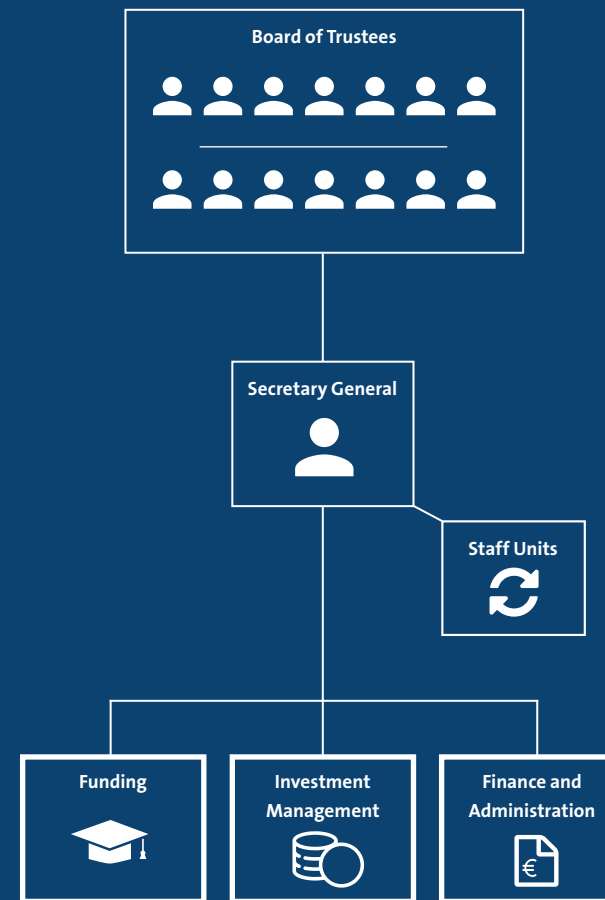 Board of Trustees
Secretary General
Staff Units
Funding
Investment
Management
Finance and
Administration
€